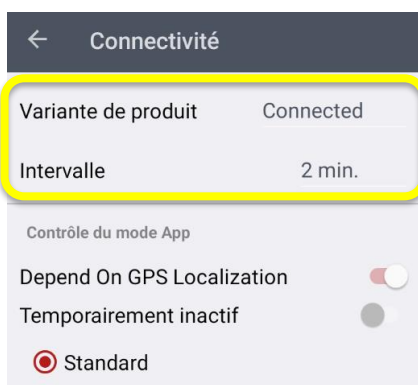 Connectivité
Variante de produit Connected
Intervalle 2 min.
Contrôle du mode App
Depend On GPS Localization
Temporairement inactif
Standard